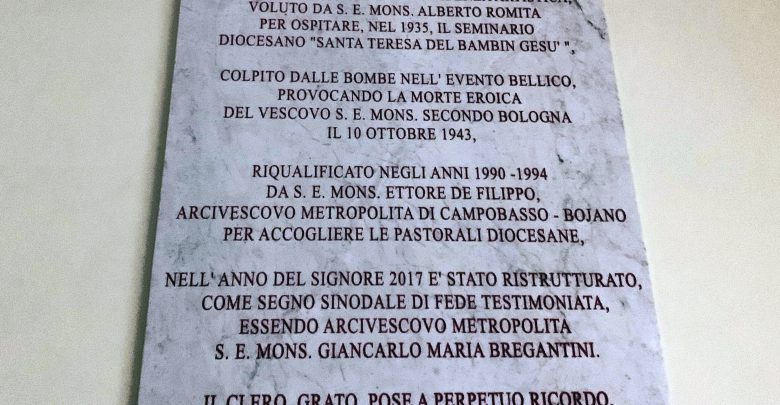 VOLUTO DA S. E. MONS. ALBERTO ROMITA
PER OSPITARE, NEL 1935, IL SEMINARIO
DIOCESANO "SANTA TERESA DEL BAMBIN GESU' ",
COLPITO DALLE BOMBE NELL' EVENTO BELLICO,
PROVOCANDO LA MORTE EROICA
DEL VESCOVO S. E. MONS. SECONDO BOLOGNA
IL 10 OTTOBRE 1943,
RIQUALIFICATO NEGLI ANNI 1990 -1994
DA S. E. MONS. ETTORE DE FILIPPO,
ARCIVESCOVO METROPOLITA DI CAMPOBASSO - BOJANO
PER ACCOGLIERE LE PASTORALI DIOCESANE,
NELL' ANNO DEL SIGNORE 2017 E' STATO RISTRUTTURATO,
COME SEGNO SINODALE DI FEDE TESTIMONIATA,
ESSENDO ARCIVESCOVO METROPOLITA
S. E. MONS. GIANCARLO MARIA BREGANTINI.
IL CLERO, GRATO, POSE A PERPETUO RICORDO.